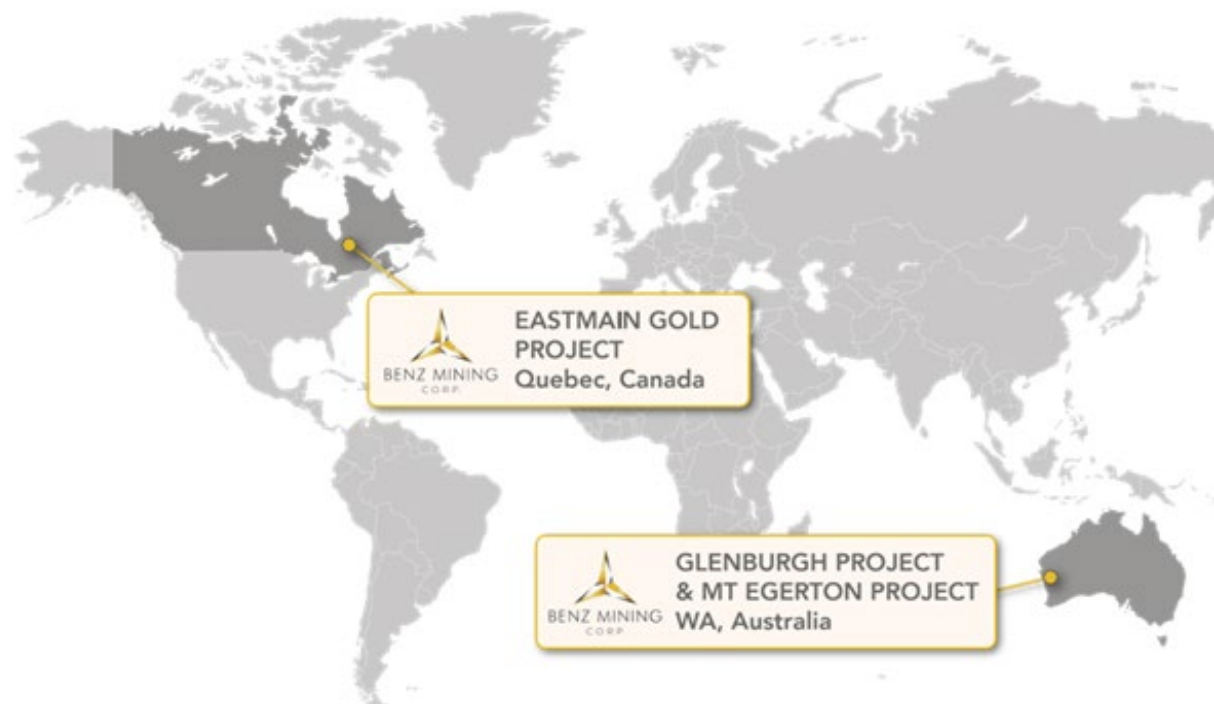 EASTMAIN GOLD
PROJECT
Quebec, Canada
BENZ MINING
CORP.
GLENBURGH PROJECT
& MT EGERTON PROJECT
WA, Australia
BENZ MINING
CORP